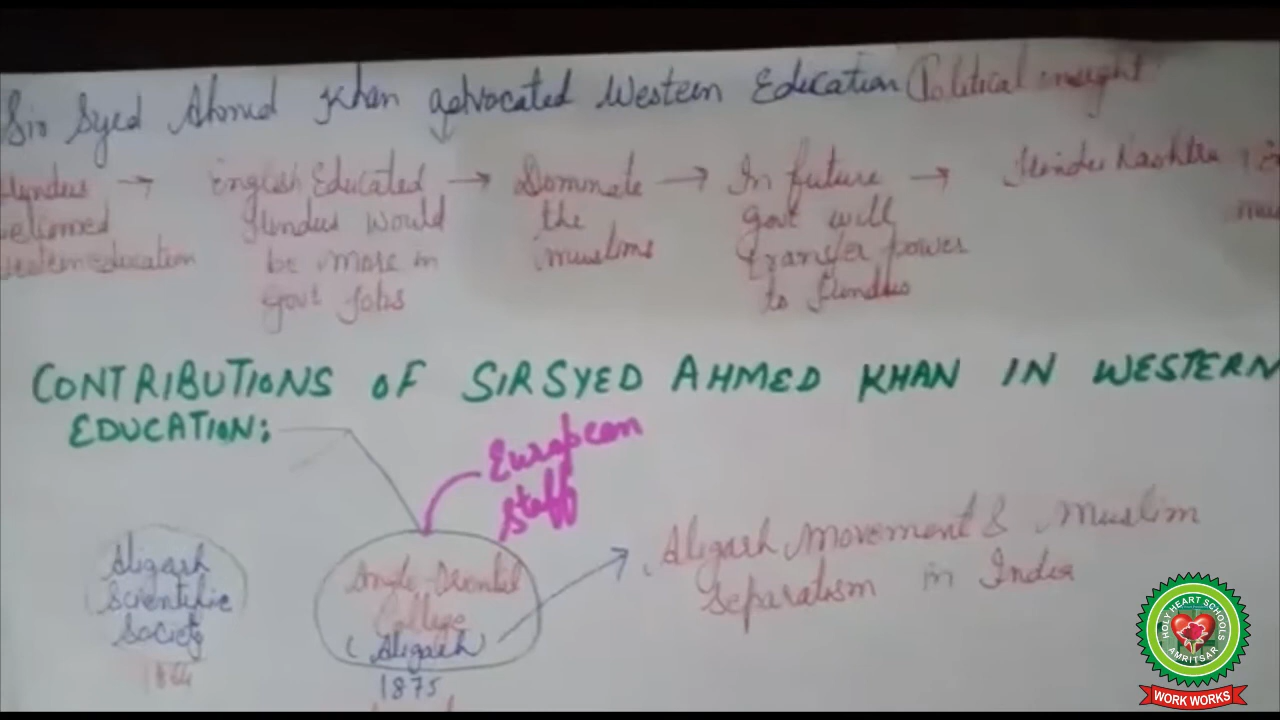 Sir Syed Ahmed Khan advocated Western Education (Political insight
Hindus → English Educated → Dominate → In future → Hindu Rashtra
welcomed Hindus would the Govt will
western education be more in muslims transfer power
Govt Jobs to Hindus
CONTRIBUTIONS OF SIR SYED AHMED KHAN IN WESTERN
EDUCATION:
European
staff
Aligarh Movement & Muslim
Separatism in India
Aligarh
Scientific
Society
1864
Anglo-Oriental
College
(Aligarh)
1875
HOLY HEART SCHOOLS
AMRITSAR
WORK WORKS